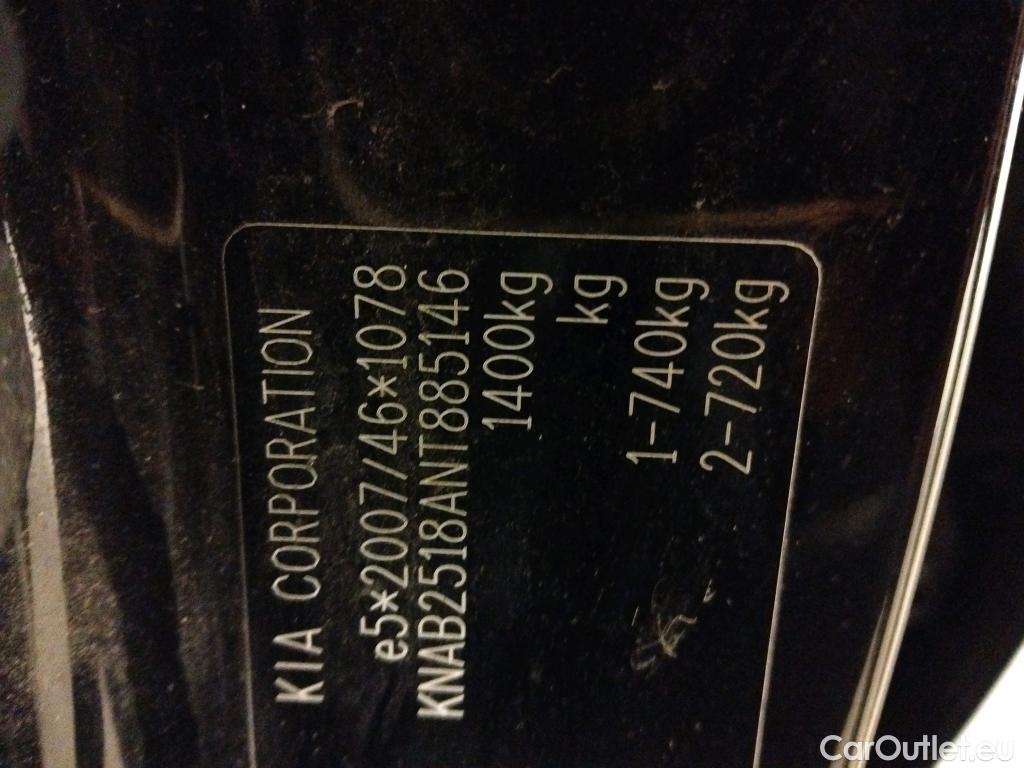 KIA CORPORATION
e5*2007/46*1078
KNAB2518ANT885146
1400kg
kg
1-740kg
2-720kg
CarOutlet.eu